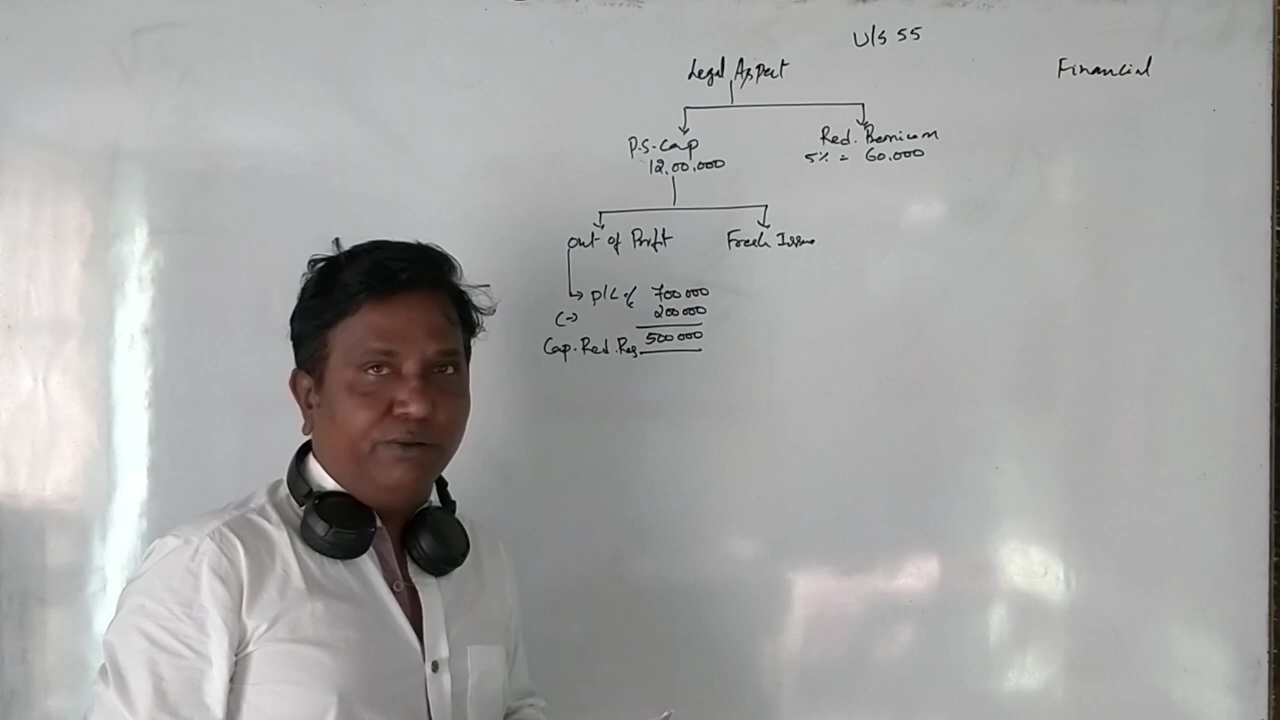 U/S 55
Legal Aspect
Financial
P.S. Cap
12,00,000
Red. Premium
5% = 60,000
Out of Profit
Fresh Issue
P/L a/c 700000
(-) 200000
Cap. Red. Res 500000